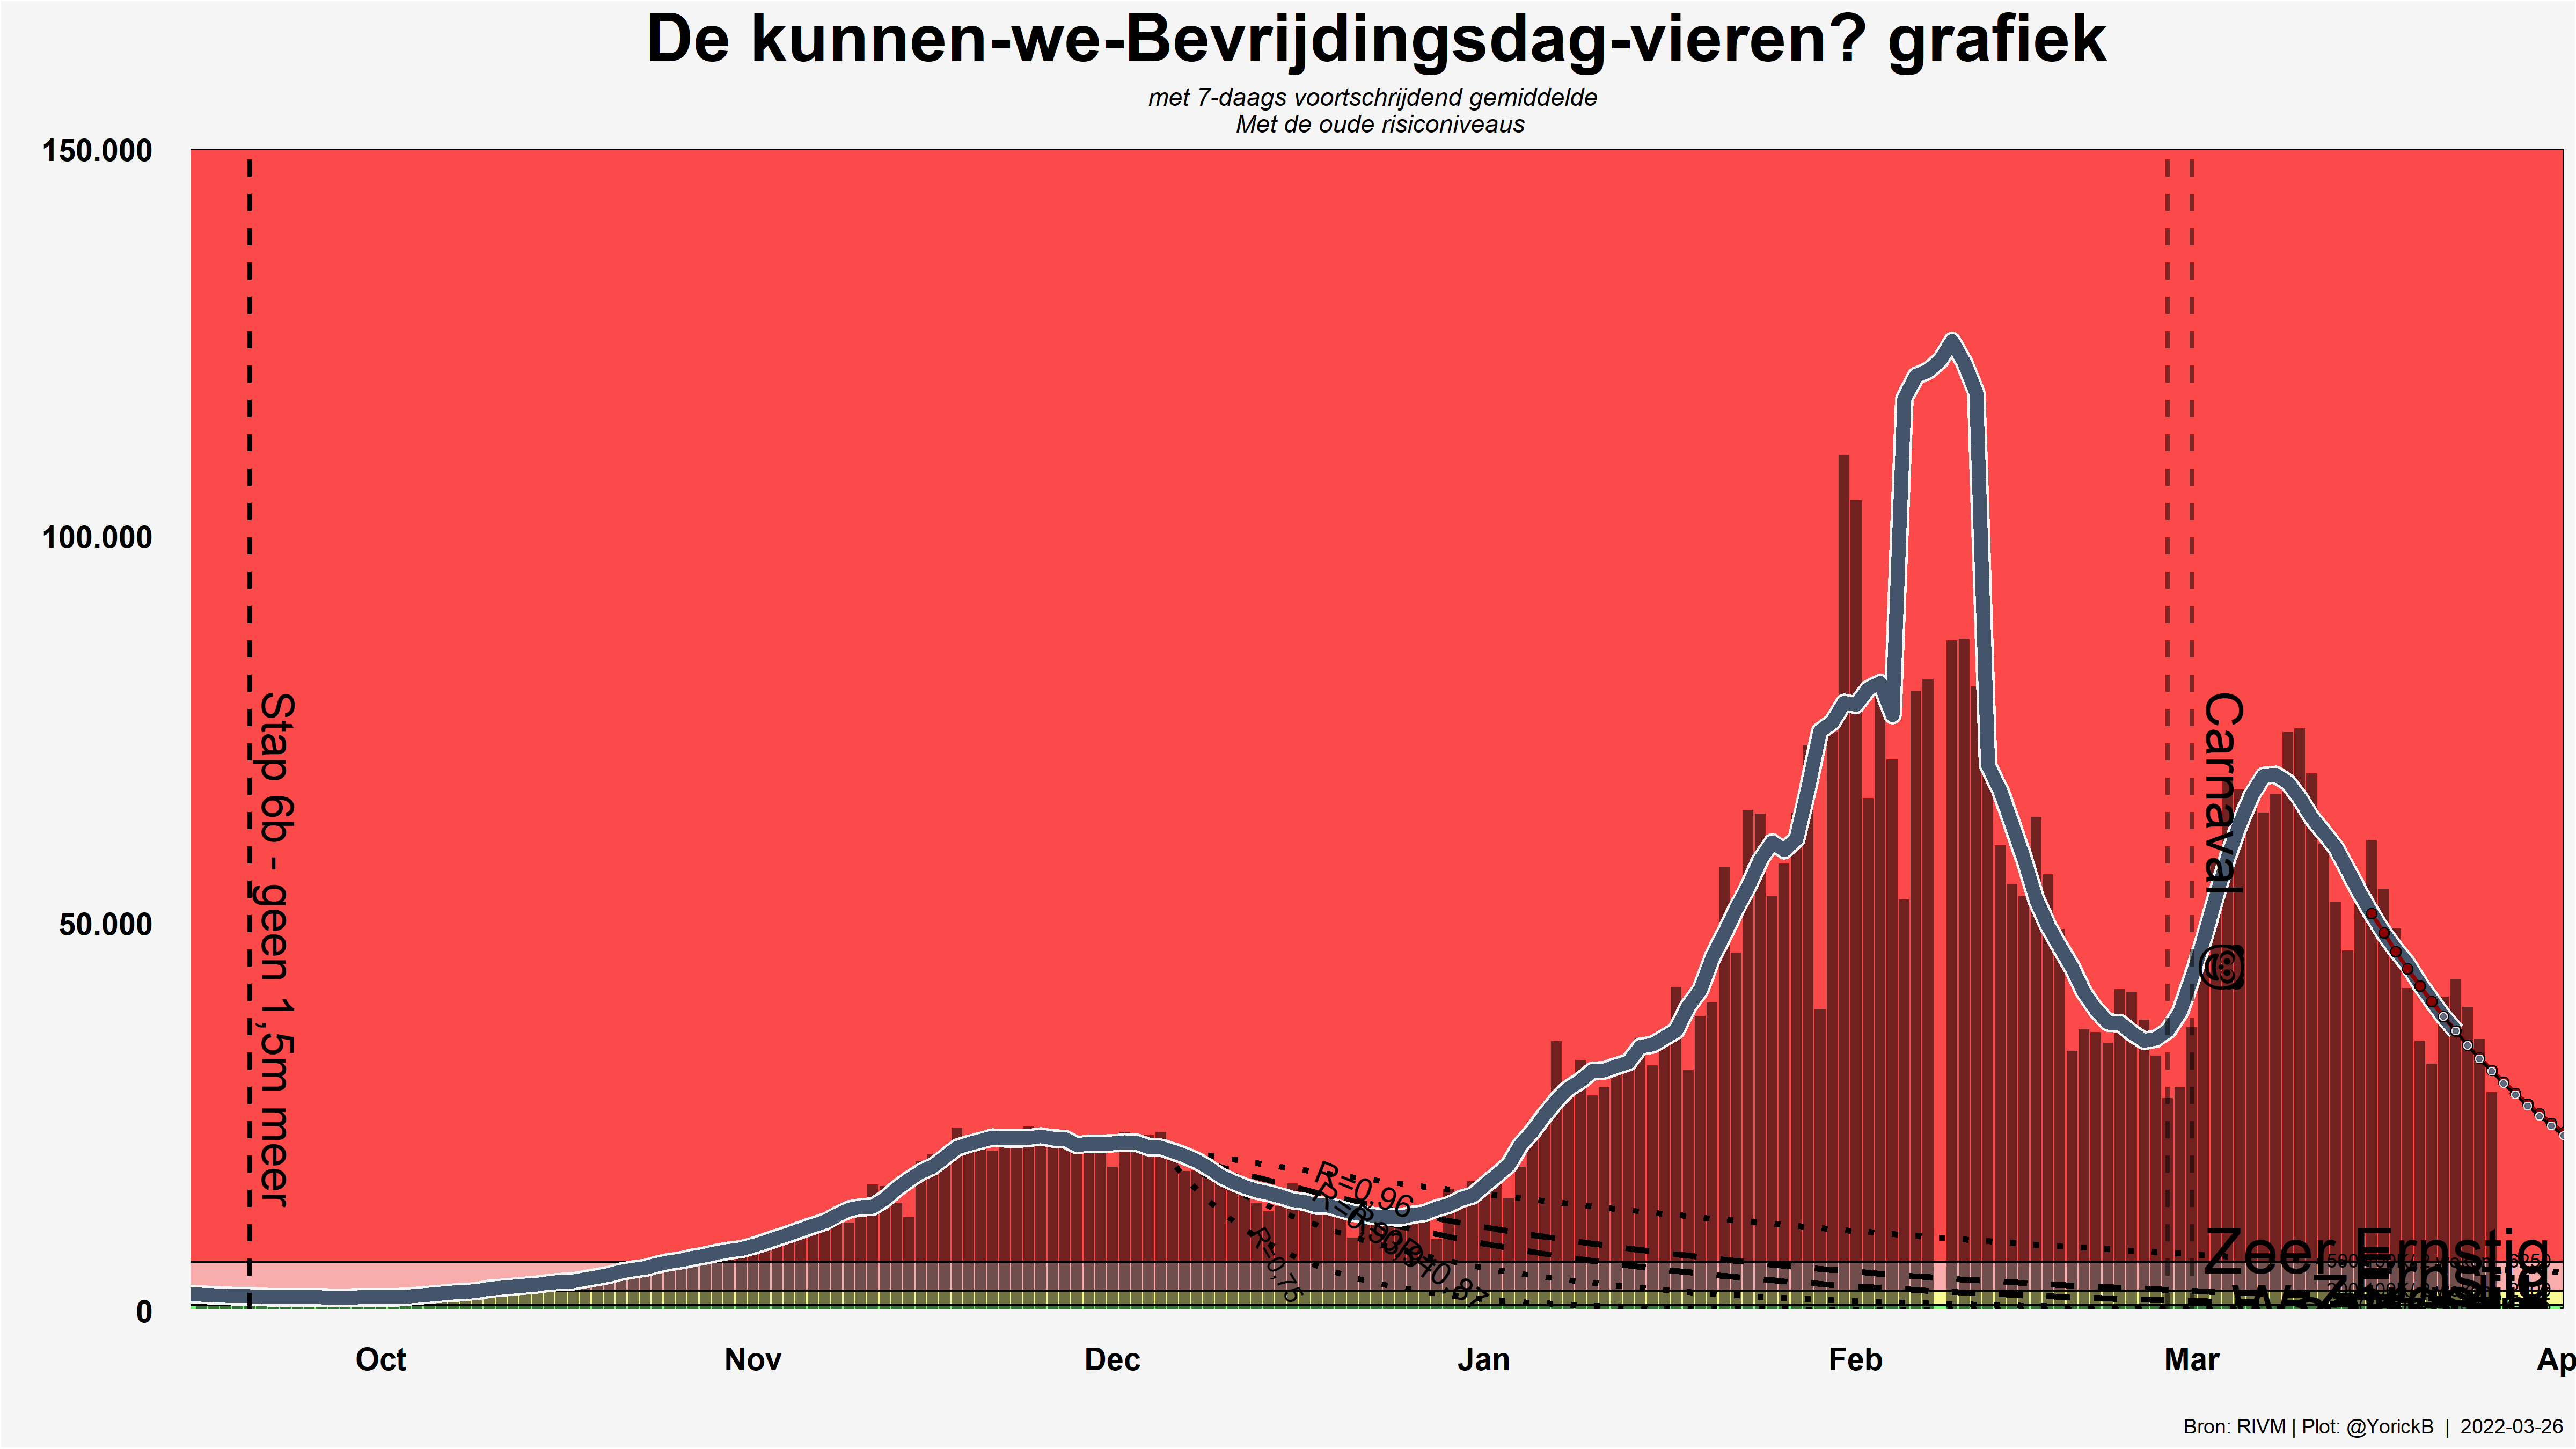 De kunnen-we-Bevrijdingsdag-vieren? grafiek
met 7-daags voortschrijdend gemiddelde
Met de oude risiconiveaus
150.000
100.000
50.000
0
Stap 6b - geen 1,5m meer
Carnaval
R=0,96
R=0,75
Zeer Ernstig
Oct
Nov
Dec
Jan
Feb
Mar
Ap
Bron: RIVM | Plot: @YorickB | 2022-03-26